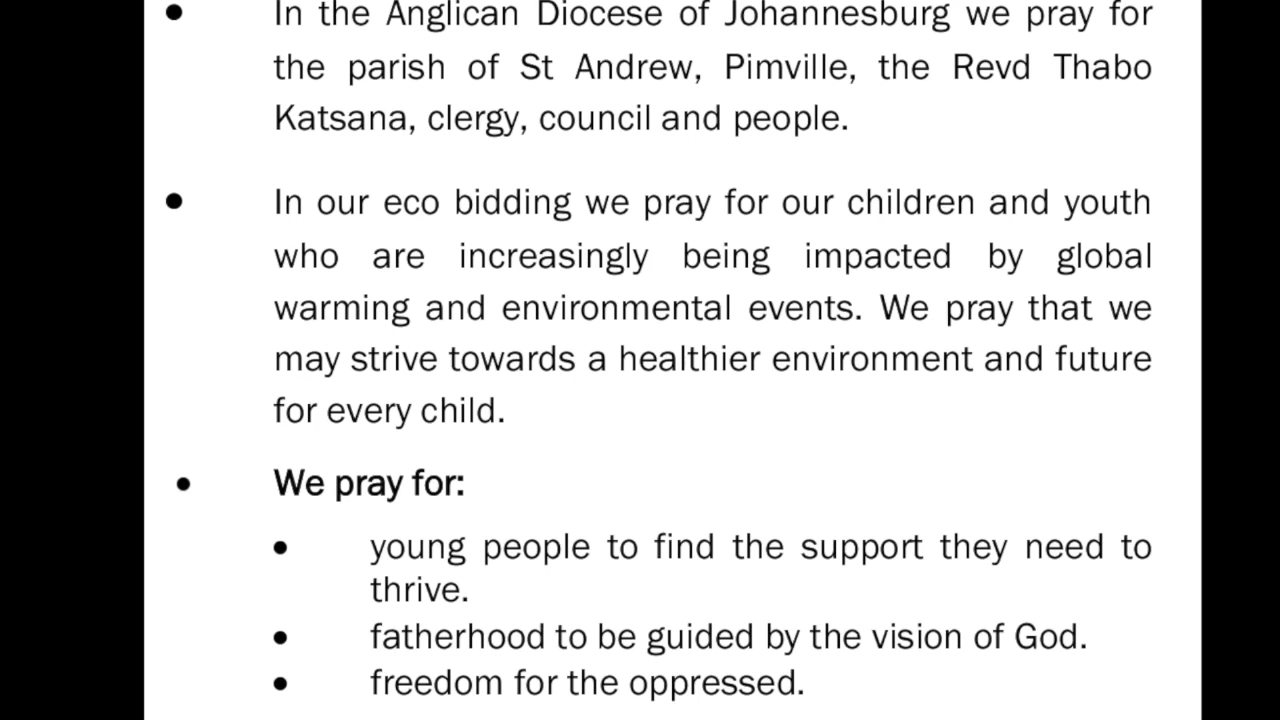 • In the Anglican Diocese of Johannesburg we pray for
the parish of St Andrew, Pimville, the Revd Thabo
Katsana, clergy, council and people.
• In our eco bidding we pray for our children and youth
who are increasingly being impacted by global
warming and environmental events. We pray that we
may strive towards a healthier environment and future
for every child.
• We pray for:
• young people to find the support they need to
thrive.
• fatherhood to be guided by the vision of God.
• freedom for the oppressed.